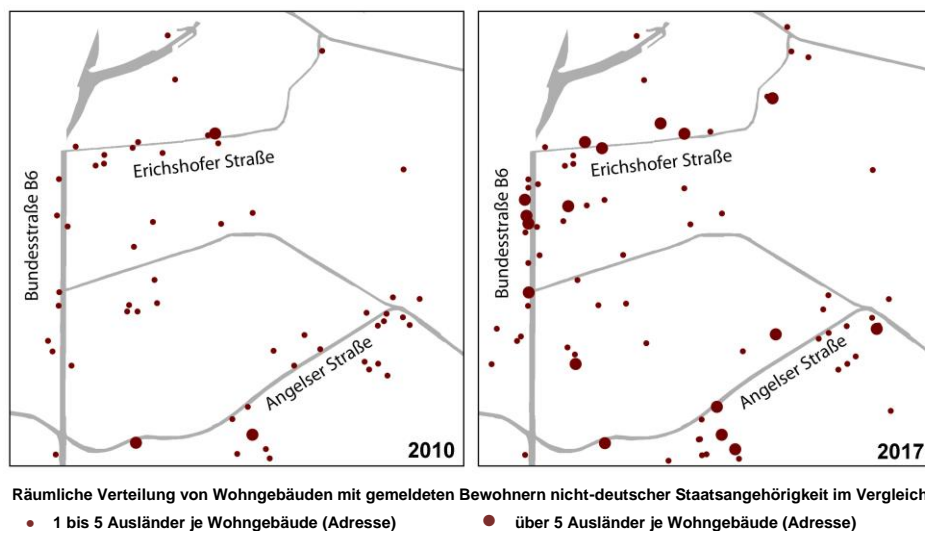 Erichshofer Straße
Bundesstraße B6
Angelser Straße
2010
Erichshofer Straße
Bundesstraße B6
Angelser Straße
2017
Räumliche Verteilung von Wohngebäuden mit gemeldeten Bewohnern nicht-deutscher Staatsangehörigkeit im Vergleich
1 bis 5 Ausländer je Wohngebäude (Adresse)
über 5 Ausländer je Wohngebäude (Adresse)